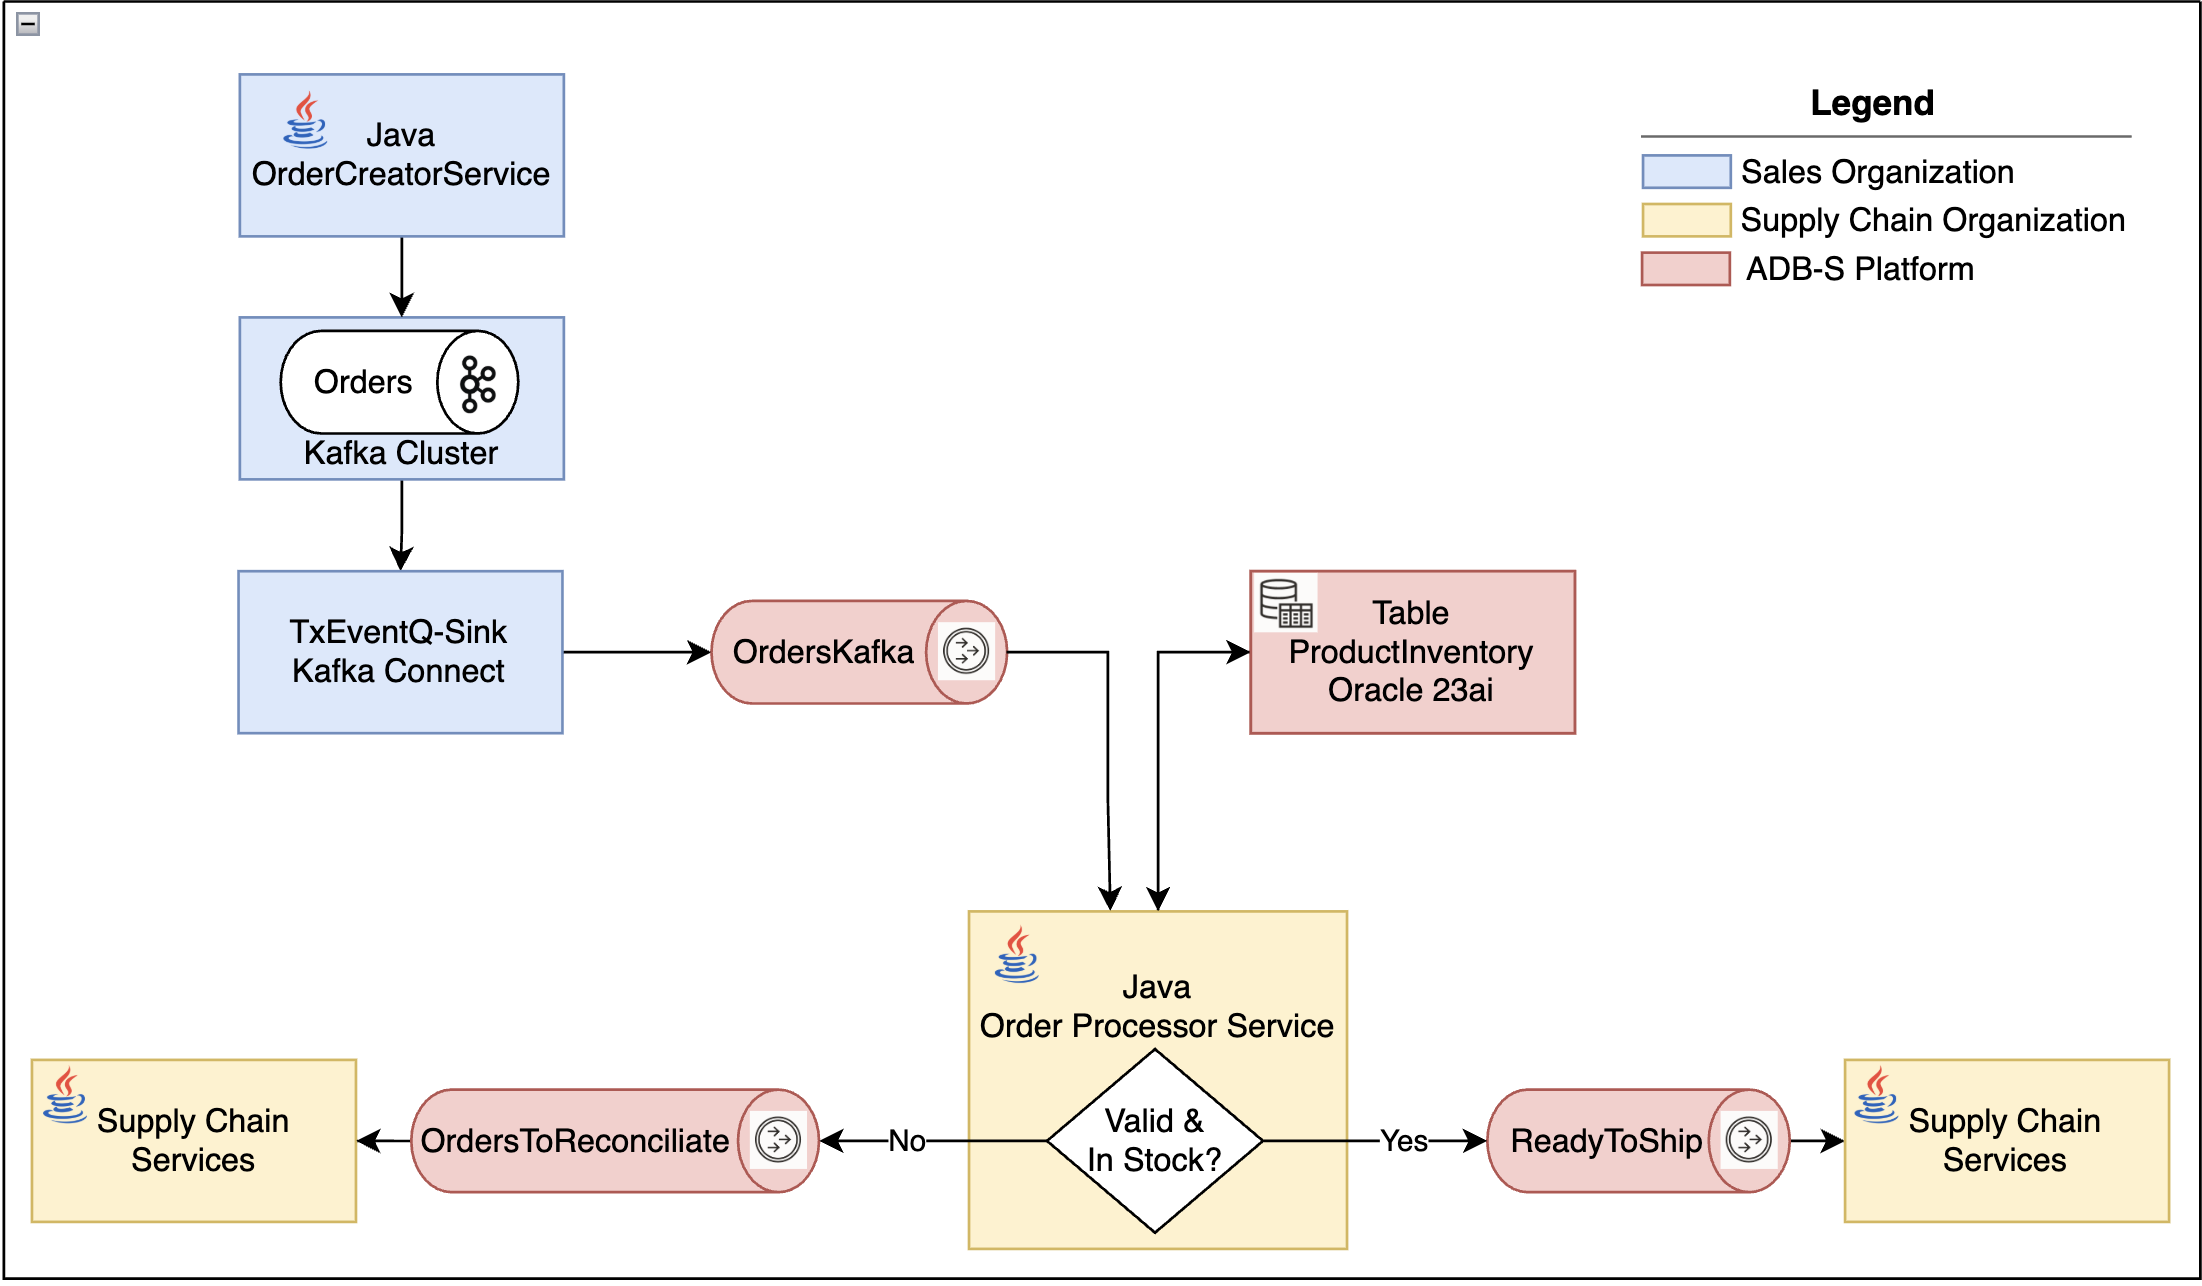 Java
OrderCreatorService
Legend
Sales Organization
Supply Chain Organization
ADB-S Platform
Orders
Kafka Cluster
TxEventQ-Sink
Kafka Connect
OrdersKafka
Table
ProductInventory
Oracle 23ai
Java
Order Processor Service
Valid &
In Stock?
No
Yes
OrdersToReconciliate
Supply Chain
Services
ReadyToShip
Supply Chain
Services